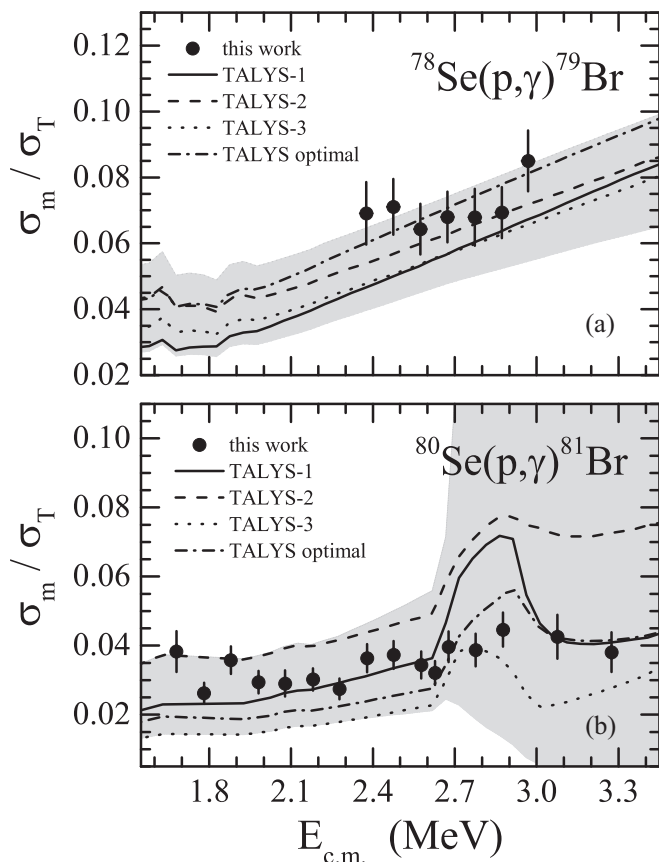 0.12
0.10
0.08
0.06
0.04
0.02
σm / σT
this work
TALYS-1
TALYS-2
TALYS-3
TALYS optimal
78Se(p,γ)79Br
(a)
0.10
0.08
0.06
0.04
0.02
σm / σT
this work
TALYS-1
TALYS-2
TALYS-3
TALYS optimal
80Se(p,γ)81Br
(b)
1.8 2.1 2.4 2.7 3.0 3.3
Ec.m. (MeV)